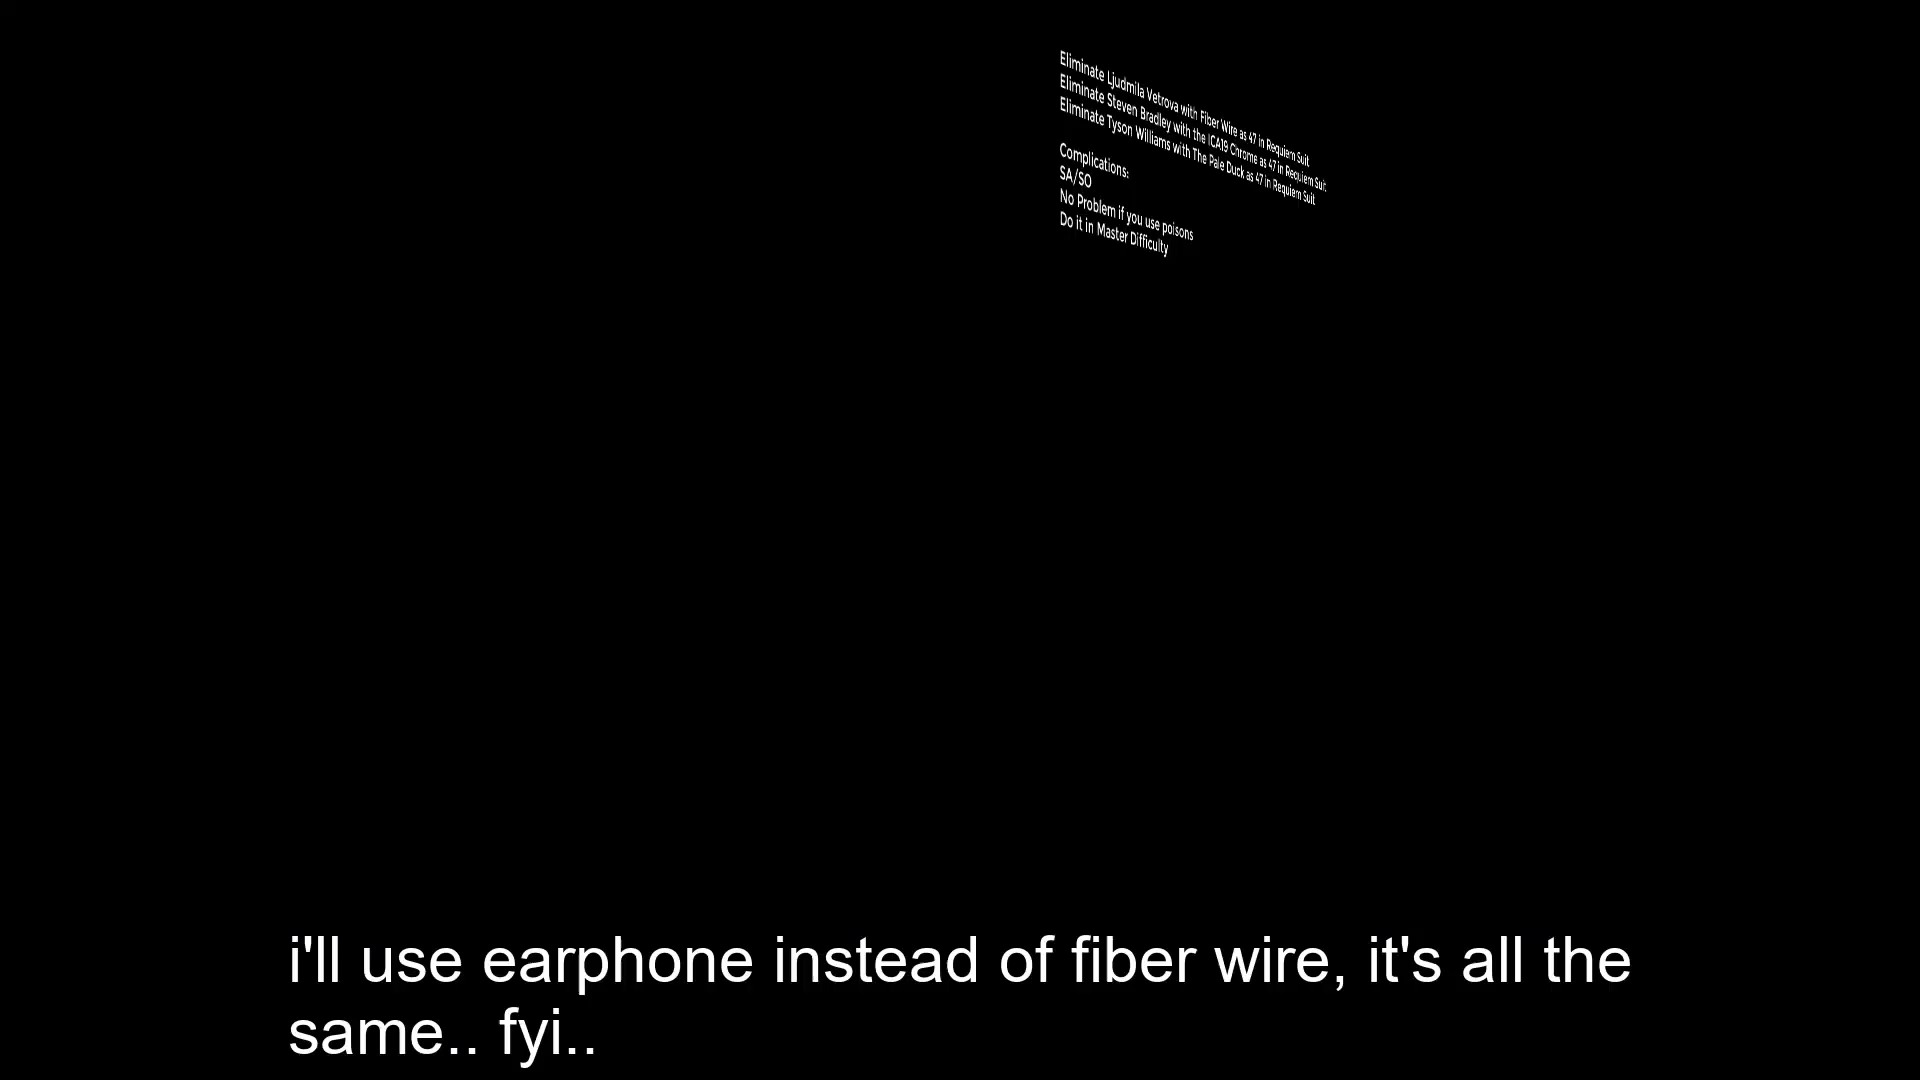 Eliminate Ljudmila Vetrova with Fiber Wire as 47 in Requiem Suit
Eliminate Steven Bradley with the ICA19 Chrome as 47 in Requiem Suit
Eliminate Tyson Williams with The Pale Duck as 47 in Requiem Suit
Complications:
SA/SO
No Problem if you use poisons
Do it in Master Difficulty
i'll use earphone instead of fiber wire, it's all the
same.. fyi..